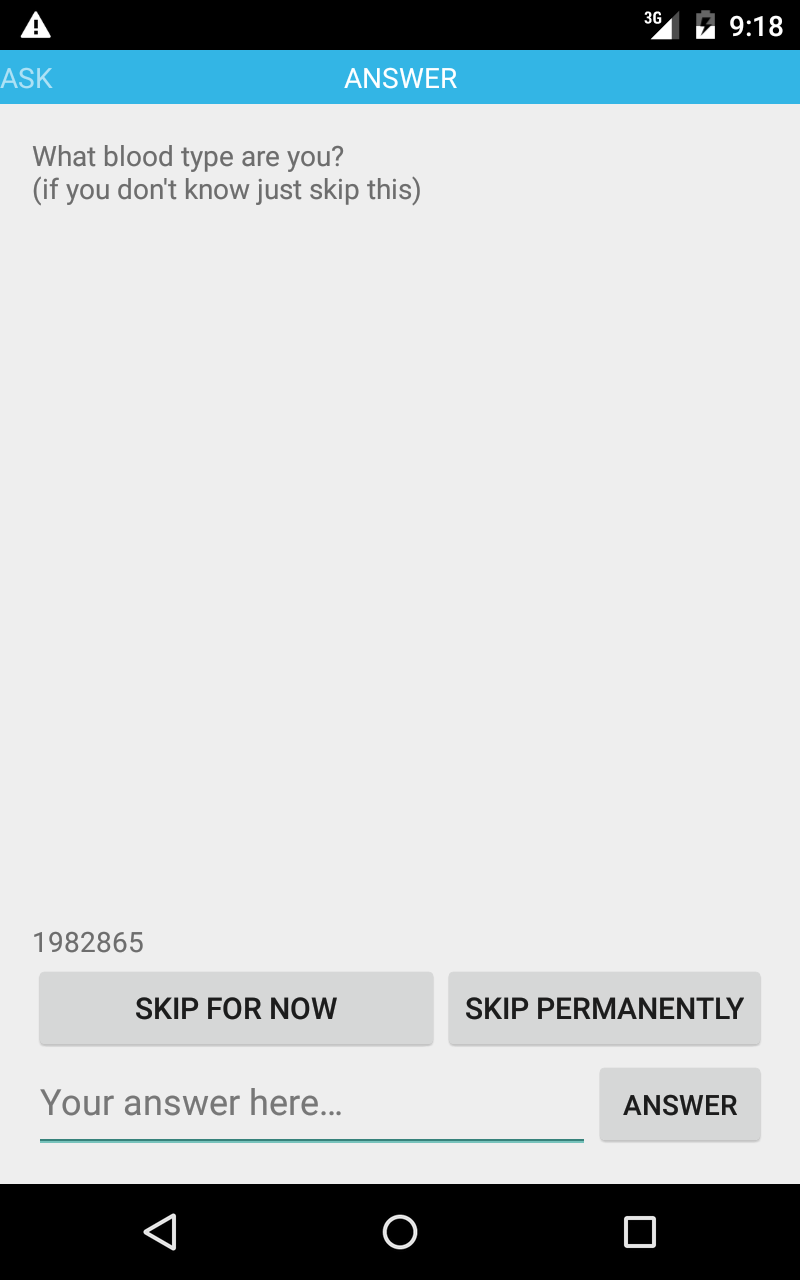 3G 9:18
ASK ANSWER
What blood type are you?
(if you don't know just skip this)
1982865
SKIP FOR NOW SKIP PERMANENTLY
Your answer here... ANSWER